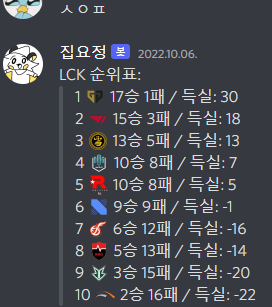 ㅅㅇㅍ
집요정 봇 2022.10.06.
LCK 순위표:
1 17승 1패 / 득실: 30
2 15승 3패 / 득실: 18
3 13승 5패 / 득실: 13
4 10승 8패 / 득실: 7
5 10승 8패 / 득실: 5
6 9승 9패 / 득실: -1
7 6승 12패 / 득실: -16
8 5승 13패 / 득실: -14
9 3승 15패 / 득실: -20
10 2승 16패 / 득실: -22